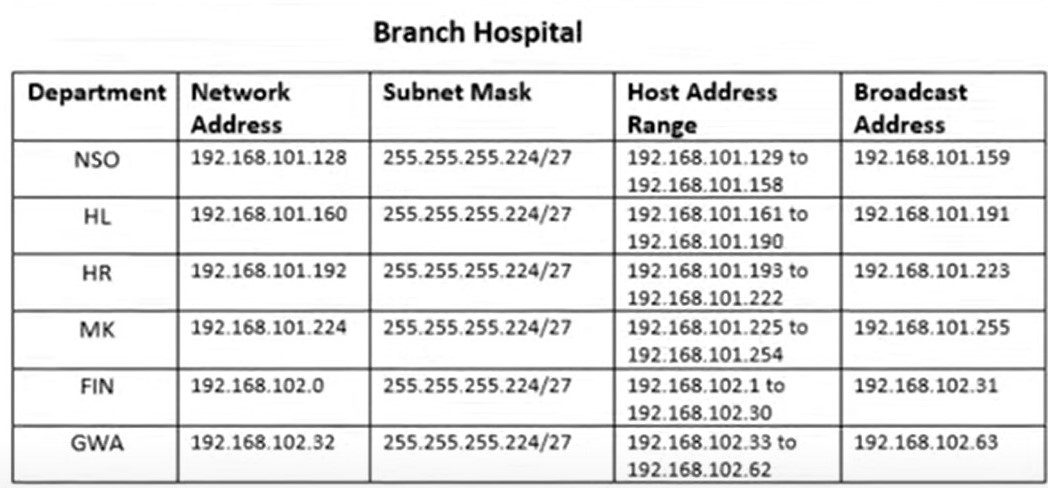 Branch Hospital
Department Network Address Subnet Mask Host Address Range Broadcast Address
NSO 192.168.101.128 255.255.255.224/27 192.168.101.129 to 192.168.101.158 192.168.101.159
HL 192.168.101.160 255.255.255.224/27 192.168.101.161 to 192.168.101.190 192.168.101.191
HR 192.168.101.192 255.255.255.224/27 192.168.101.193 to 192.168.101.222 192.168.101.223
MK 192.168.101.224 255.255.255.224/27 192.168.101.225 to 192.168.101.254 192.168.101.255
FIN 192.168.102.0 255.255.255.224/27 192.168.102.1 to 192.168.102.30 192.168.102.31
GWA 192.168.102.32 255.255.255.224/27 192.168.102.33 to 192.168.102.62 192.168.102.63